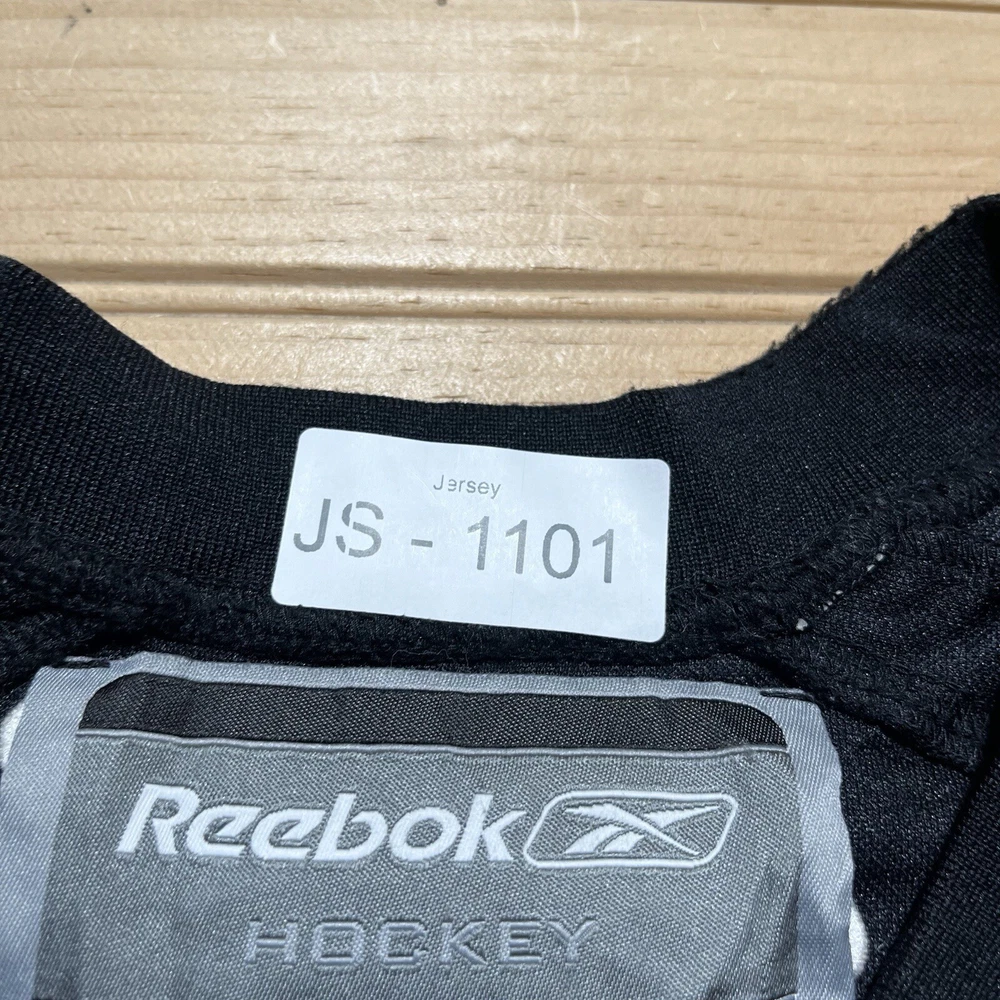 Jersey
JS - 1101
Reebok
HOCKEY